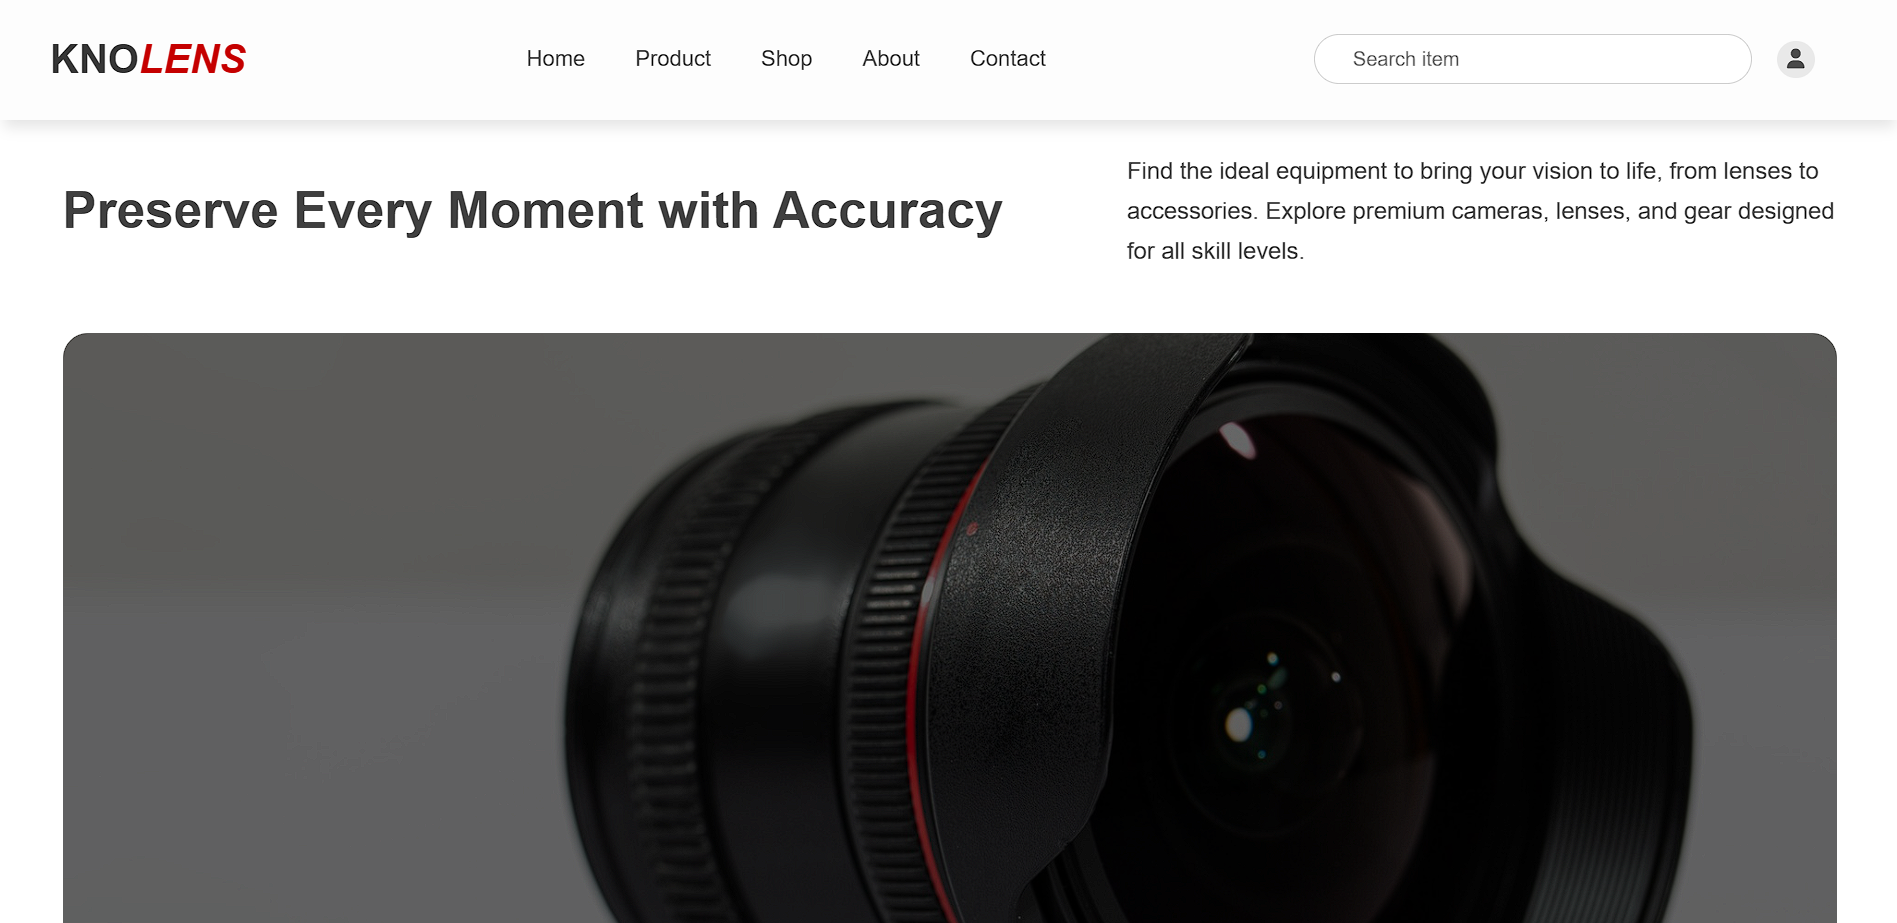 KNOLENS
Home Product Shop About Contact
Search item
Preserve Every Moment with Accuracy
Find the ideal equipment to bring your vision to life, from lenses to
accessories. Explore premium cameras, lenses, and gear designed
for all skill levels.